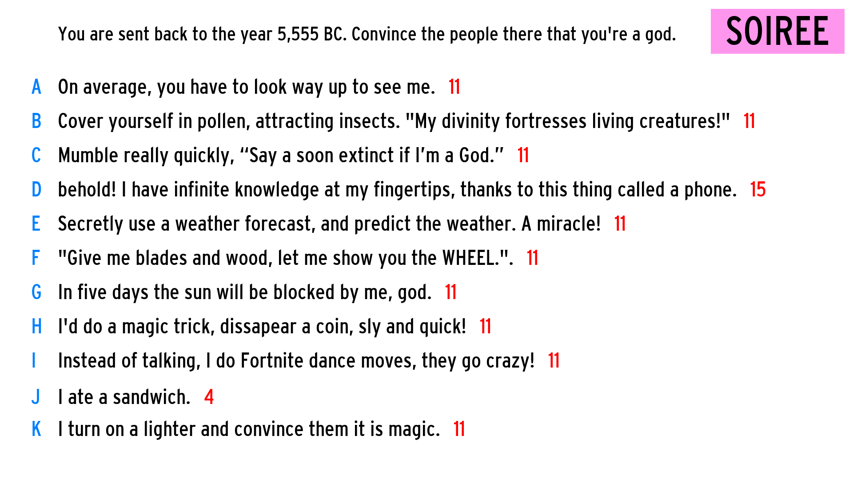 You are sent back to the year 5,555 BC. Convince the people there that you're a god.
SOIREE
A On average, you have to look way up to see me. 11
B Cover yourself in pollen, attracting insects. "My divinity fortresses living creatures!" 11
C Mumble really quickly, “Say a soon extinct if I’m a God.” 11
D behold! I have infinite knowledge at my fingertips, thanks to this thing called a phone. 15
E Secretly use a weather forecast, and predict the weather. A miracle! 11
F "Give me blades and wood, let me show you the WHEEL.". 11
G In five days the sun will be blocked by me, god. 11
H I'd do a magic trick, dissapear a coin, sly and quick! 11
I Instead of talking, I do Fortnite dance moves, they go crazy! 11
J I ate a sandwich. 4
K I turn on a lighter and convince them it is magic. 11